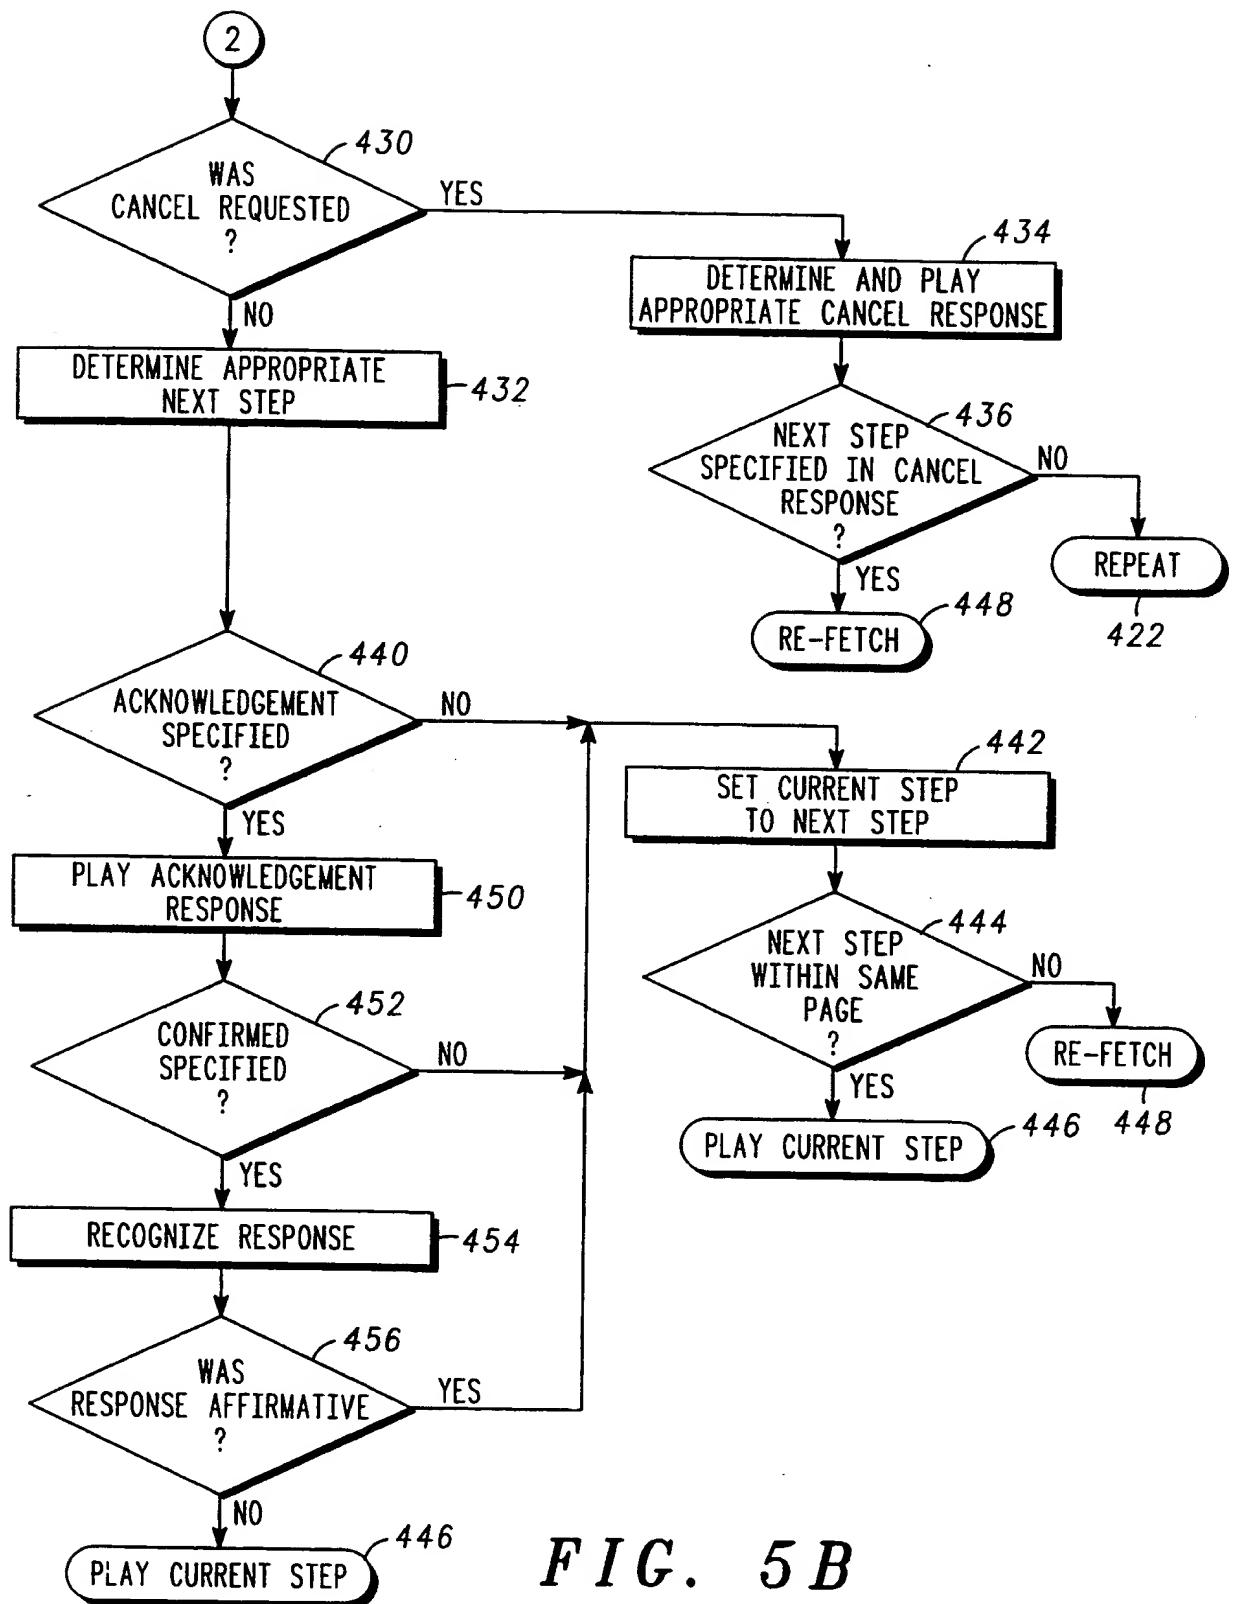 2
430
WAS
CANCEL REQUESTED
?
YES
NO
434
DETERMINE AND PLAY
APPROPRIATE CANCEL RESPONSE
DETERMINE APPROPRIATE
NEXT STEP
432
436
NEXT STEP
SPECIFIED IN CANCEL
RESPONSE
?
NO
YES
REPEAT
422
RE-FETCH
448
440
ACKNOWLEDGEMENT
SPECIFIED
?
NO
YES
442
SET CURRENT STEP
TO NEXT STEP
PLAY ACKNOWLEDGEMENT
RESPONSE
450
444
NEXT STEP
WITHIN SAME
PAGE
?
NO
YES
RE-FETCH
448
PLAY CURRENT STEP
446
452
CONFIRMED
SPECIFIED
?
NO
YES
RECOGNIZE RESPONSE
454
456
WAS
RESPONSE AFFIRMATIVE
?
YES
NO
446
PLAY CURRENT STEP
FIG. 5B